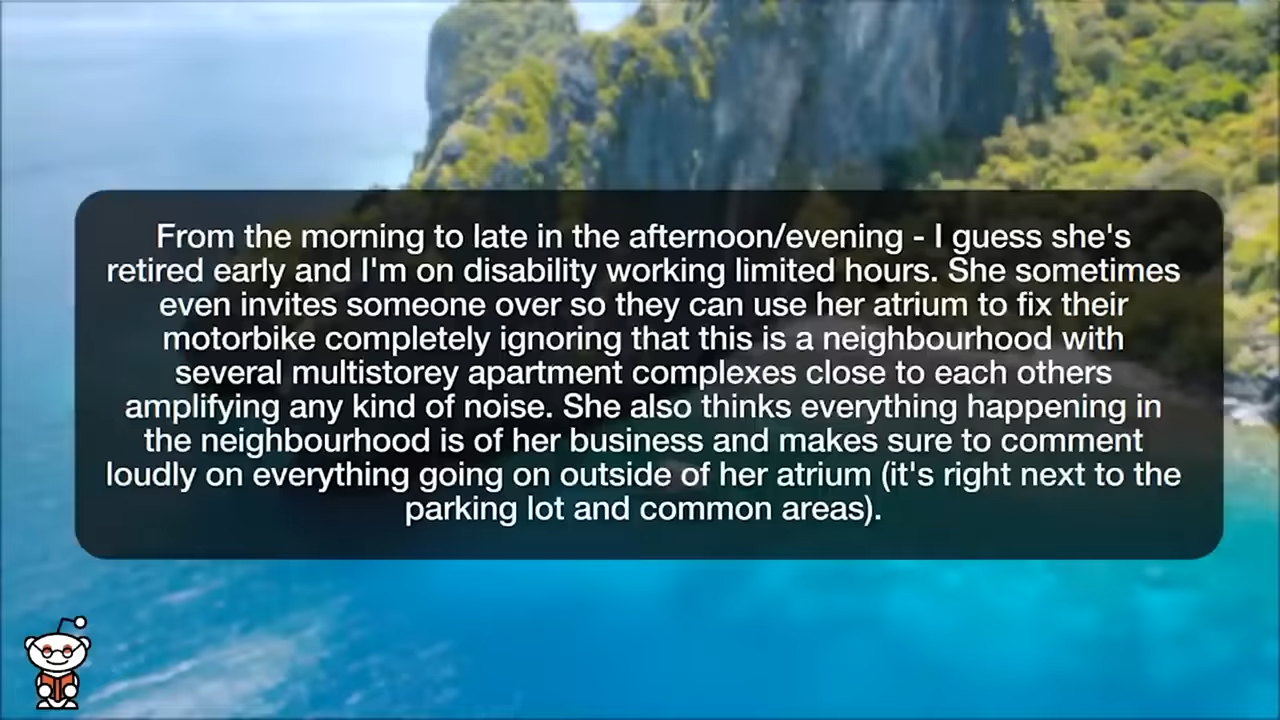 From the morning to late in the afternoon/evening - I guess she's
retired early and I'm on disability working limited hours. She sometimes
even invites someone over so they can use her atrium to fix their
motorbike completely ignoring that this is a neighbourhood with
several multistorey apartment complexes close to each others
amplifying any kind of noise. She also thinks everything happening in
the neighbourhood is of her business and makes sure to comment
loudly on everything going on outside of her atrium (it's right next to the
parking lot and common areas).